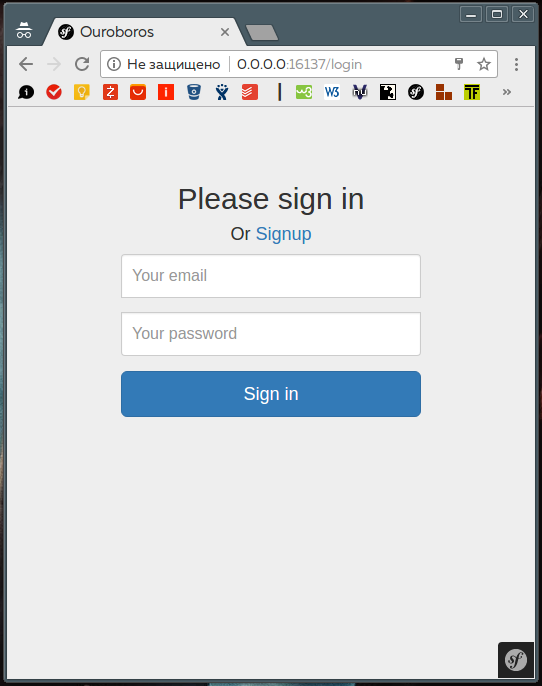 Ouroboros
Не защищено 0.0.0.0:16137/login
Please sign in
Or Signup
Your email
Your password
Sign in